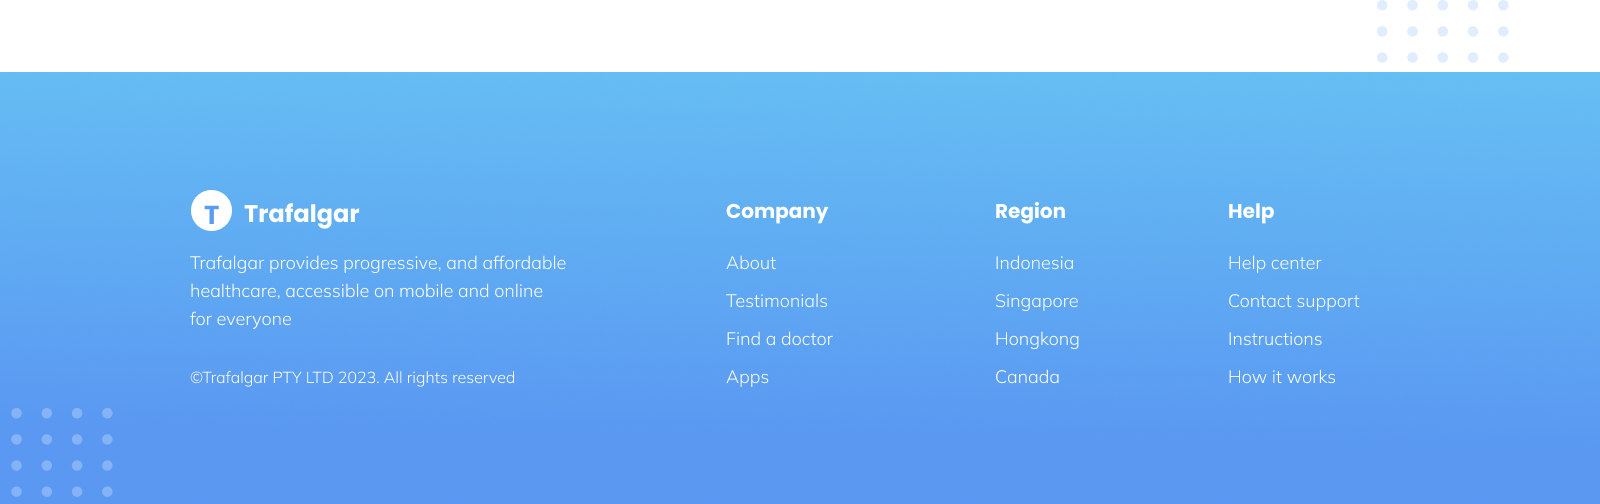 T Trafalgar
Trafalgar provides progressive, and affordable
healthcare, accessible on mobile and online
for everyone
©Trafalgar PTY LTD 2023. All rights reserved
Company
About
Testimonials
Find a doctor
Apps
Region
Indonesia
Singapore
Hongkong
Canada
Help
Help center
Contact support
Instructions
How it works